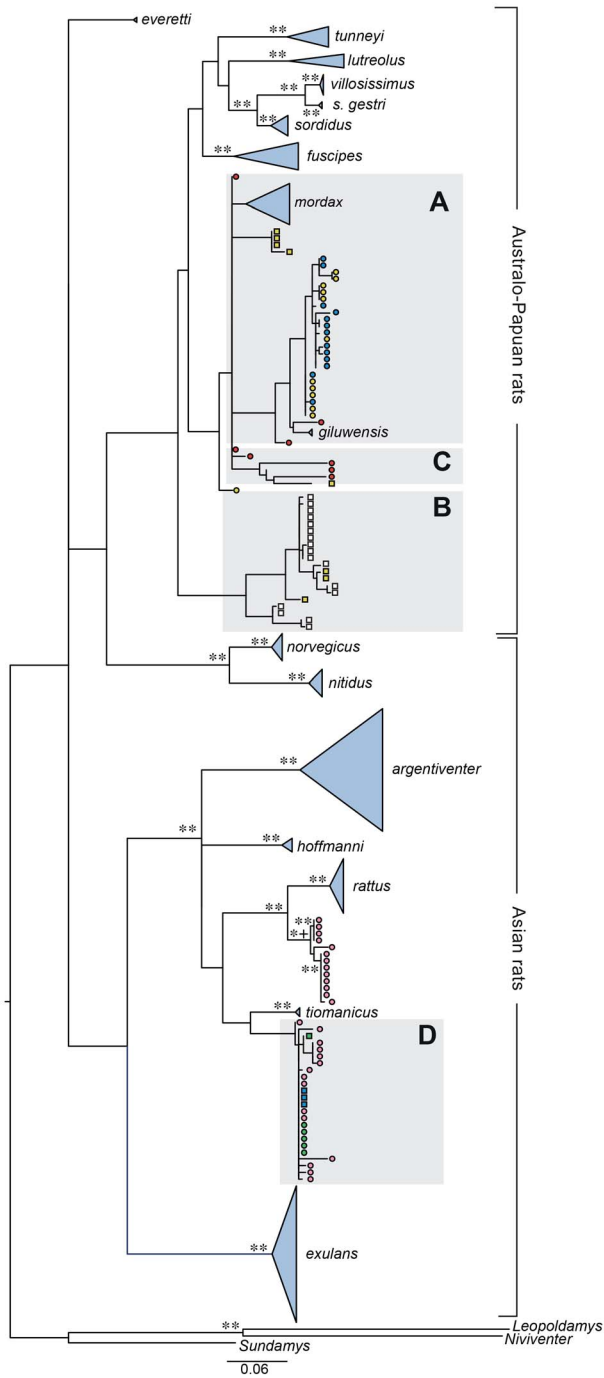 everetti
** tunneyi
** lutreolus
** villosissimus
** ** s. gestri
**
** sordidus
** fuscipes
A
mordax
Australo-Papuan rats
giluwensis
C
B
** norvegicus
**
** nitidus
** argentiventer
**
** hoffmanni
** rattus
**
**
*+
**
Asian rats
** tiomanicus
D
** exulans
** Leopoldamys
Niviventer
Sundamys
0.06